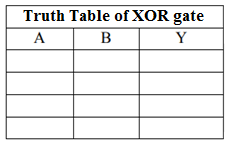 Truth Table of XOR gate
A B Y